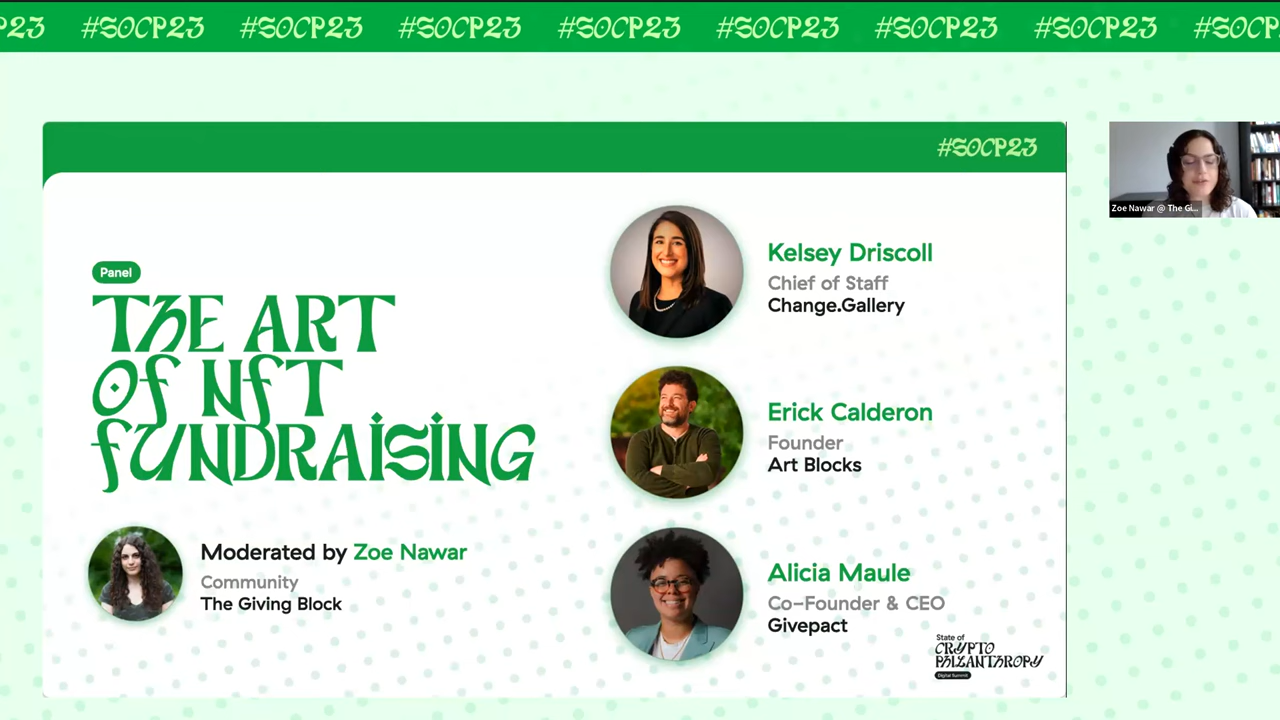 #SOCP23 #SOCP23 #SOCP23 #SOCP23 #SOCP23 #SOCP23 #SOCP23
#SOCP23
Panel
THE ART
OF NFT
FUNDRAISING
Moderated by Zoe Nawar
Community
The Giving Block
Kelsey Driscoll
Chief of Staff
Change.Gallery
Erick Calderon
Founder
Art Blocks
Alicia Maule
Co-Founder & CEO
Givepact
State of
CRYPTO
PHILANTHROPY
Digital Summit
Zoe Nawar @ The Gi...